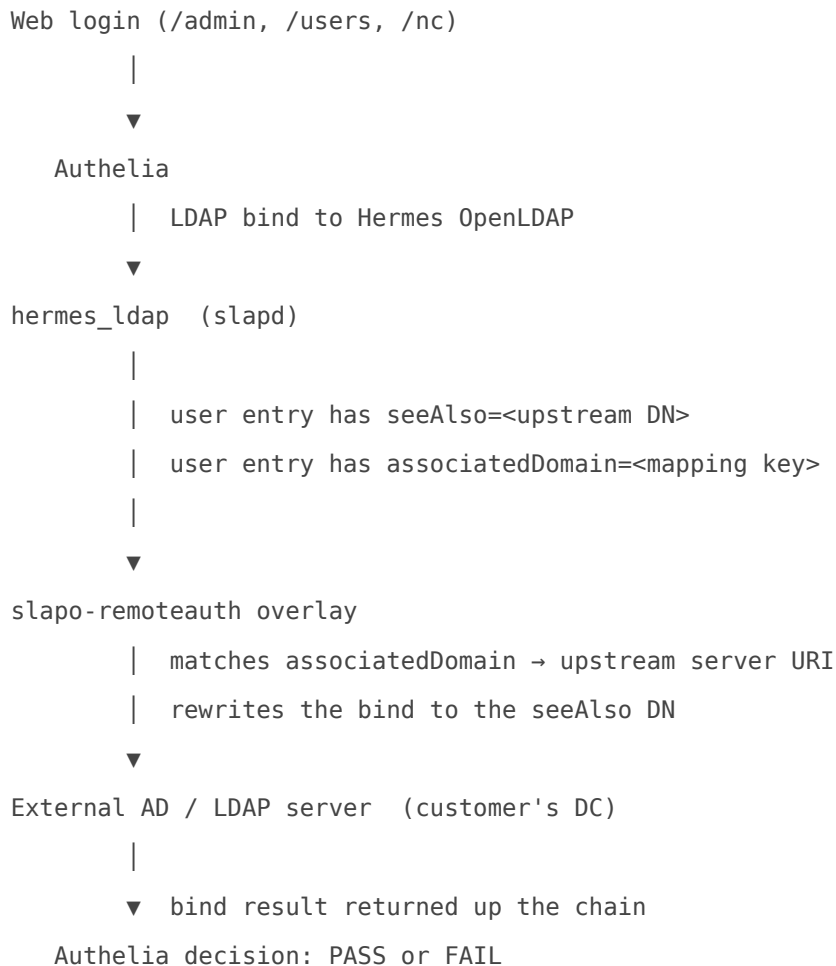 Web login (/admin, /users, /nc)
│
▼
Authelia
│ LDAP bind to Hermes OpenLDAP
▼
hermes_ldap (slapd)
│
│ user entry has seeAlso=<upstream DN>
│ user entry has associatedDomain=<mapping key>
│
▼
slapo-remoteauth overlay
│ matches associatedDomain → upstream server URI
│ rewrites the bind to the seeAlso DN
▼
External AD / LDAP server (customer's DC)
│
▼ bind result returned up the chain
Authelia decision: PASS or FAIL